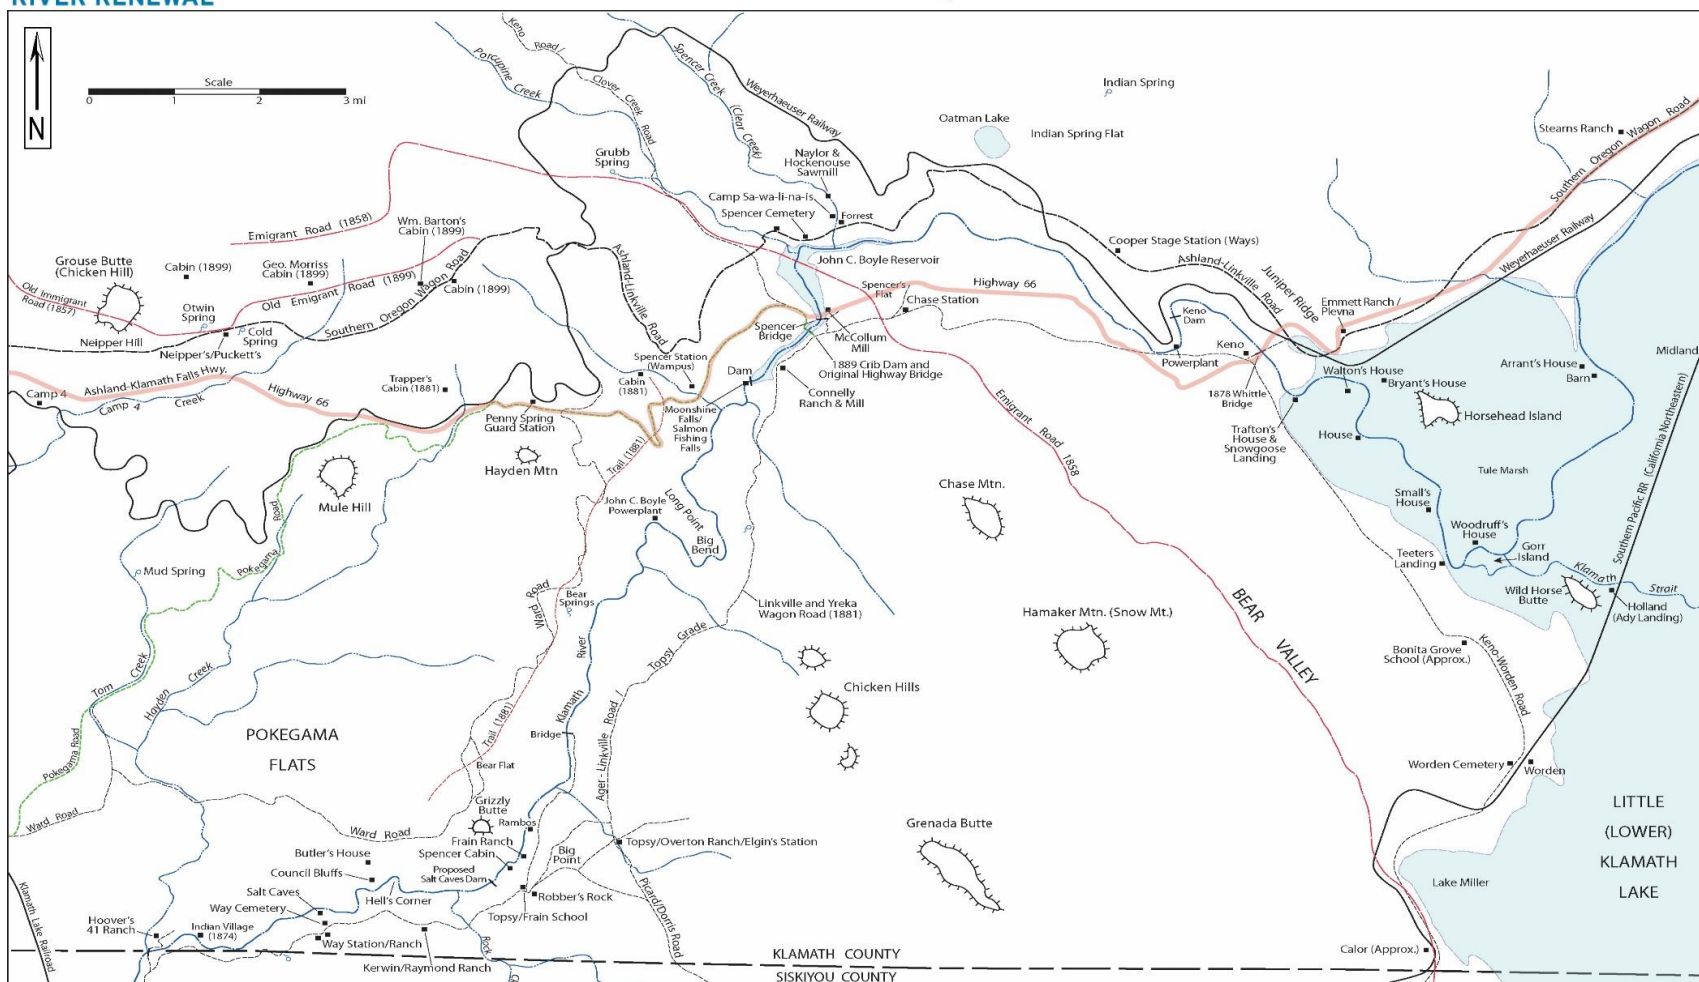 RIVER RENEWAL
N
Scale
0 1 2 3 mi
Keno Road/
Clover Creek Road
Porcupine Creek
Spencer Creek (Clear Creek)
Weyerhaeuser Railway
Indian Spring
Oatman Lake
Indian Spring Flat
Stearns Ranch
Southern Oregon Wagon Road
Weyerhaeuser Railway
Grubb
Spring
Naylor &
Hockenhouse
Sawmill
Camp Sa-wa-li-na-is
Spencer Cemetery
Forrest
Emigrant Road (1858)
Wm. Barton's
Cabin (1899)
Grouse Butte
(Chicken Hill)
Cabin (1899)
Geo. Morriss
Cabin (1899)
Old Emigrant Road (1899)
Cabin (1899)
Old Immigrant
Road (1857)
Otwin
Spring
Cold
Spring
Southern Oregon Wagon Road
Neipper Hill
Neipper's/Puckett's
Ashland-Linkville Road
John C. Boyle Reservoir
Cooper Stage Station (Ways)
Ashland-Linkville Road
Juniper Ridge
Spencer's
Flat
Highway 66
Chase Station
Emmett Ranch /
Plevna
Keno
Dam
Spencer
Bridge
McCollum
Mill
1889 Crib Dam and
Original Highway Bridge
Powerplant
Keno
Walton's House
Bryant's House
Arrant's House
Barn
Midland
Spencer Station
(Wampus)
Dam
Cabin
(1881)
Connelly
Ranch & Mill
1878 Whittle
Bridge
Horsehead Island
Camp 4
Ashland-Klamath Falls Hwy.
Camp 4 Creek
Highway 66
Trapper's
Cabin (1881)
Penny Spring
Guard Station
Moonshine
Falls/
Salmon
Fishing
Falls
Emigrant Road 1858
Trafton's
House &
Snowgoose
Landing
House
Hayden Mtn
Trail (1881)
Mule Hill
Tule Marsh
Chase Mtn.
Small's
House
Southern Pacific RR (California Northeastern)
John C. Boyle
Powerplant
Long Point
Big
Bend
Woodruff's
House
Gorr
Island
Teeters
Landing
Klamath Strait
Pokegama Road
Mud Spring
Ward Road
Bear
Springs
Linkville and Yreka
Wagon Road (1881)
Wild Horse
Butte
Holland
(Ady Landing)
Hamaker Mtn. (Snow Mt.)
BEAR VALLEY
Bonita Grove
School (Approx.)
Keno-Worden Road
Tom Creek
Hayden Creek
Klamath River
Ager - Linkville Road / Topsy Grade
Chicken Hills
Trail (1881)
Bridge
POKEGAMA
FLATS
Pokegama Road
Bear Flat
Worden Cemetery
Worden
Ward Road
Ward Road
Grizzly
Butte
Rambos
Frain Ranch
Spencer Cabin
Big
Point
Topsy/Overton Ranch/Elgin's Station
Grenada Butte
LITTLE
(LOWER)
KLAMATH
LAKE
Butler's House
Council Bluffs
Proposed
Salt Caves Dam
Lake Miller
Salt Caves
Way Cemetery
Hell's Corner
Robber's Rock
Topsy/Frain School
Picard/Dorris Road
Hoover's
41 Ranch
Indian Village
(1874)
Way Station/Ranch
Kerwin/Raymond Ranch
Rock
Klamath Lake Railroad
Calor (Approx.)
KLAMATH COUNTY
SISKIYOU COUNTY